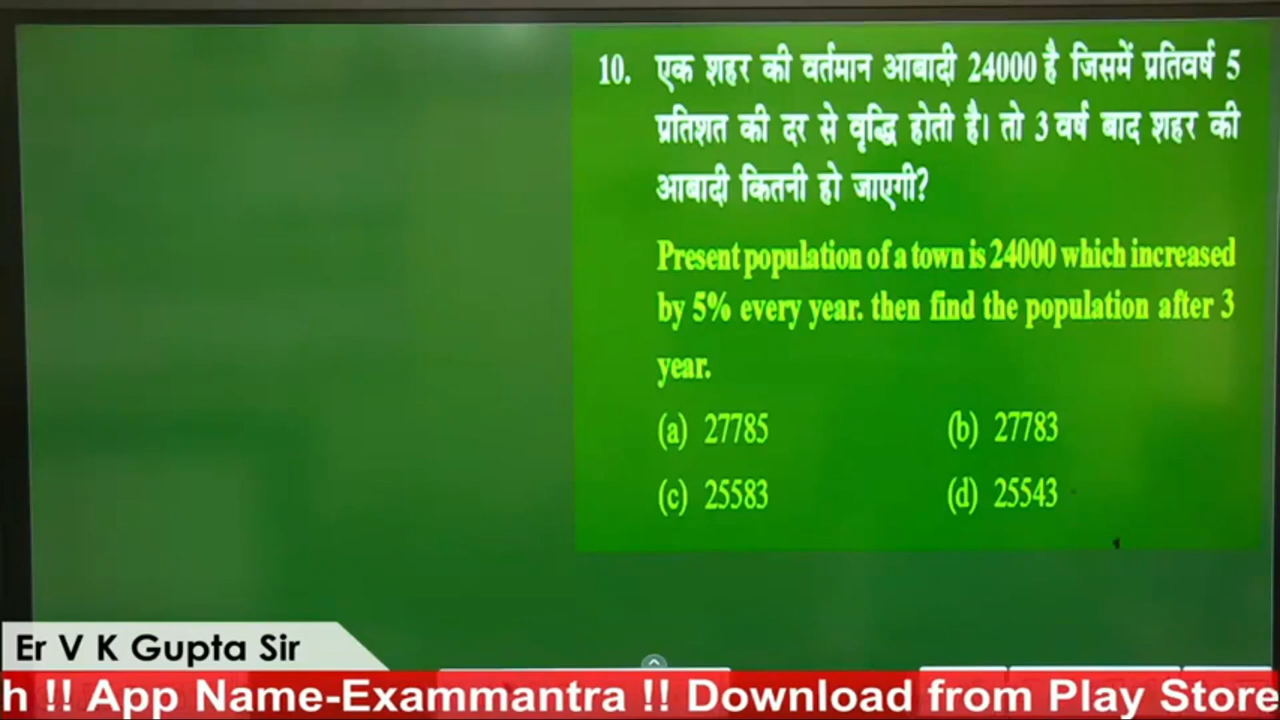 10. एक शहर की वर्तमान आबादी 24000 है जिसमें प्रतिवर्ष 5
प्रतिशत की दर से वृद्धि होती है। तो 3 वर्ष बाद शहर की
आबादी कितनी हो जाएगी?
Present population of a town is 24000 which increased
by 5% every year. then find the population after 3
year.
(a) 27785 (b) 27783
(c) 25583 (d) 25543
Er V K Gupta Sir
h !! App Name-Exammantra !! Download from Play Store